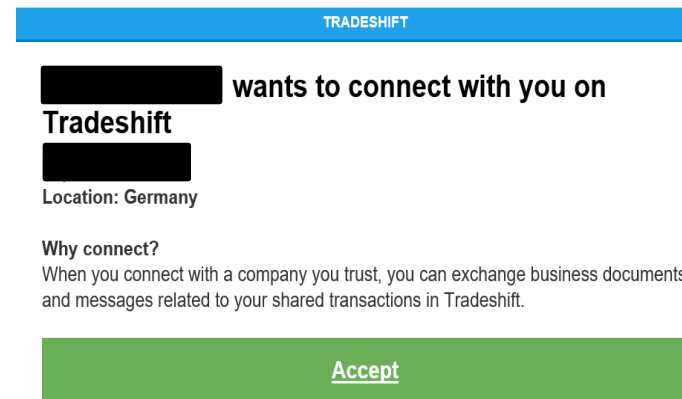 TRADESHIFT
wants to connect with you on
Tradeshift
Location: Germany
Why connect?
When you connect with a company you trust, you can exchange business documents
and messages related to your shared transactions in Tradeshift.
Accept